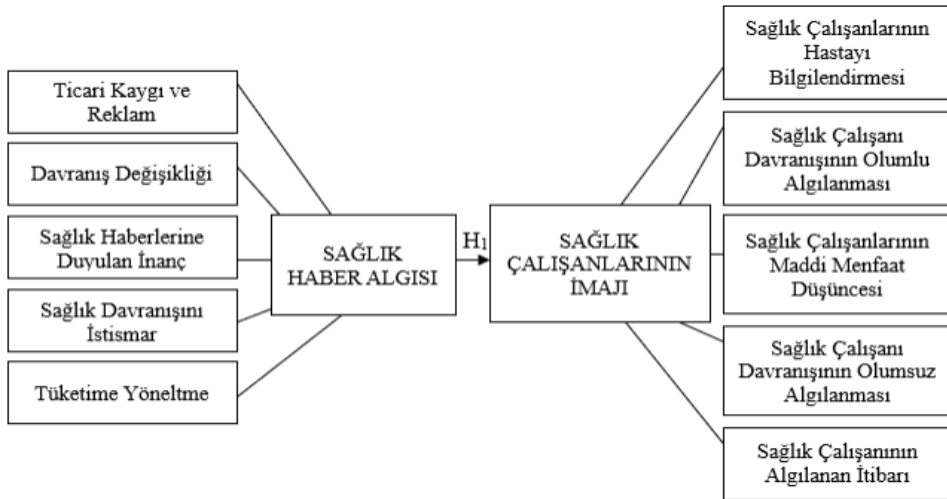 Ticari Kaygı ve
Reklam
Davranış Değişikliği
Sağlık Haberlerine
Duyulan İnanç
Sağlık Davranışını
İstismar
Tüketime Yöneltme
SAĞLIK
HABER ALGISI
H1
SAĞLIK
ÇALIŞANLARININ
İMAJI
Sağlık Çalışanlarının
Hastayı
Bilgilendirmesi
Sağlık Çalışanı
Davranışının Olumlu
Algılanması
Sağlık Çalışanlarının
Maddi Menfaat
Düşüncesi
Sağlık Çalışanı
Davranışının Olumsuz
Algılanması
Sağlık Çalışanının
Algılanan İtibarı